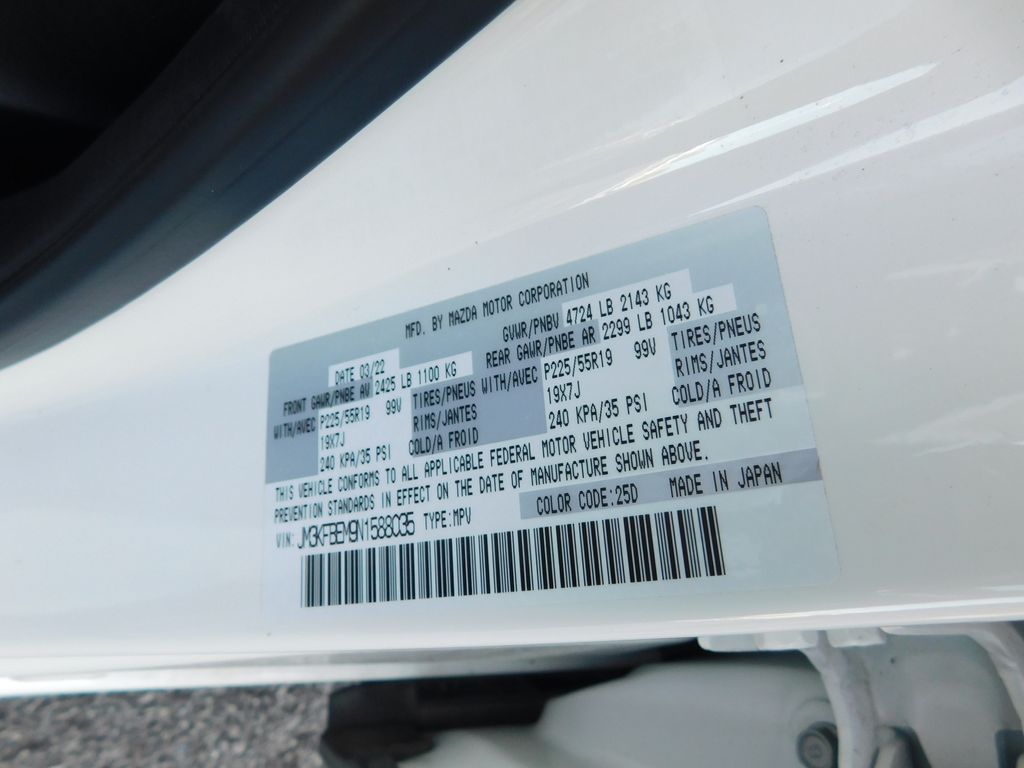 MFD. BY MAZDA MOTOR CORPORATION
DATE 03/22 GVWR/PNBV 4724 LB 2143 KG
FRONT GAWR/PNBE AV 2425 LB 1100 KG REAR GAWR/PNBE AR 2299 LB 1043 KG
WITH/AVEC P225/55R19 99V TIRES/PNEUS WITH/AVEC P225/55R19 99V TIRES/PNEUS
19X7J RIMS/JANTES 19X7J RIMS/JANTES
240 KPA/35 PSI COLD/A FROID 240 KPA/35 PSI COLD/A FROID
THIS VEHICLE CONFORMS TO ALL APPLICABLE FEDERAL MOTOR VEHICLE SAFETY AND THEFT
PREVENTION STANDARDS IN EFFECT ON THE DATE OF MANUFACTURE SHOWN ABOVE.
VIN: JM3KFBEM9N1588035 TYPE:MPV COLOR CODE:25D MADE IN JAPAN